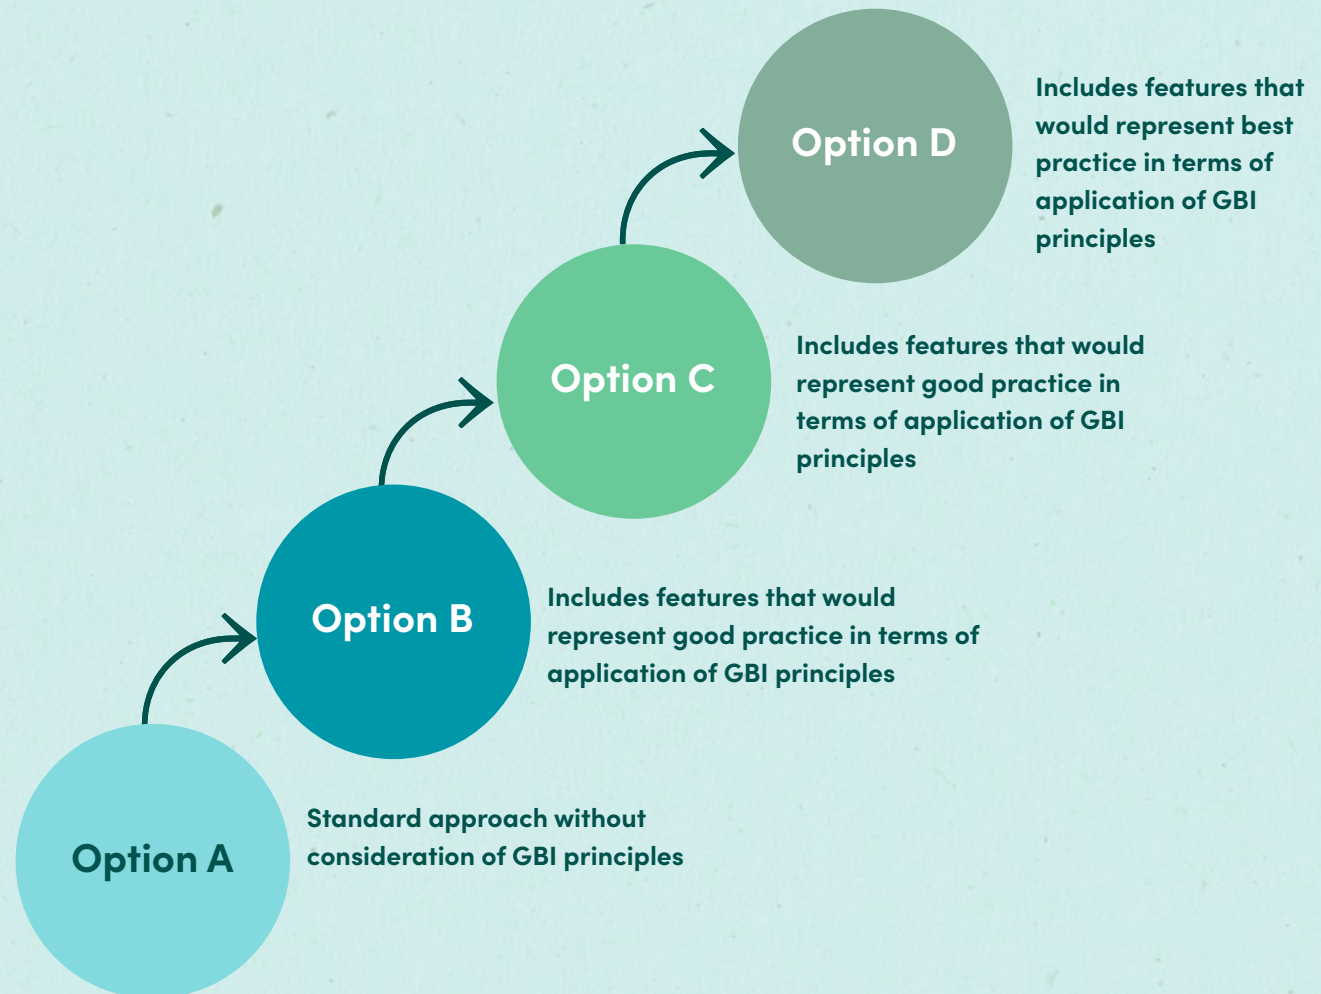 Option D
Includes features that
would represent best
practice in terms of
application of GBI
principles
Option C
Includes features that would
represent good practice in
terms of application of GBI
principles
Option B
Includes features that would
represent good practice in terms of
application of GBI principles
Option A
Standard approach without
consideration of GBI principles